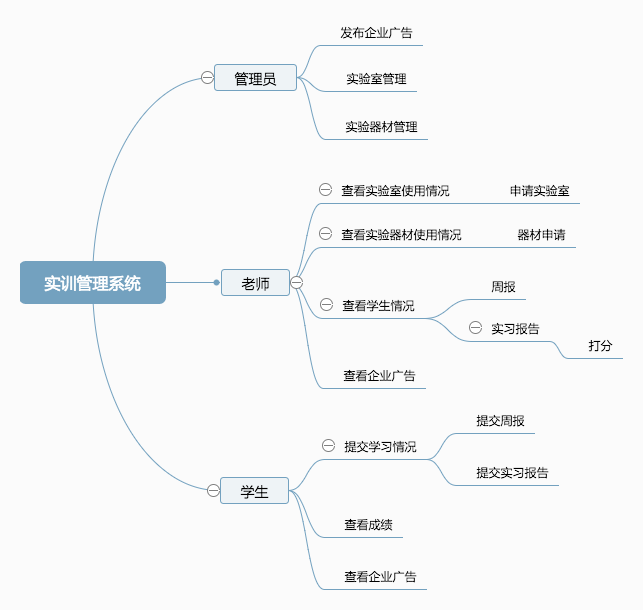 发布企业广告
管理员
实验室管理
实验器材管理
查看实验室使用情况 申请实验室
查看实验器材使用情况 器材申请
实训管理系统
老师
查看学生情况
周报
实习报告
打分
查看企业广告
提交周报
提交学习情况
提交实习报告
学生
查看成绩
查看企业广告